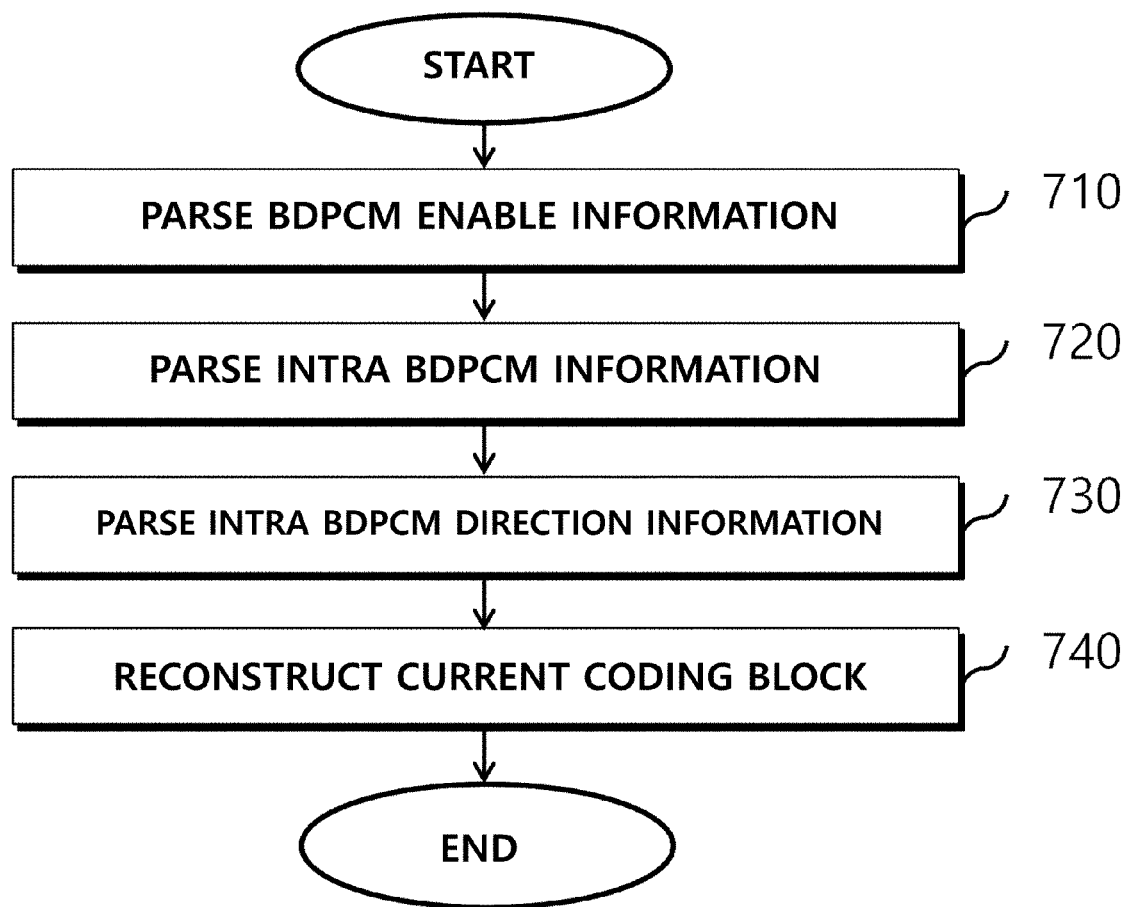 START
PARSE BDPCM ENABLE INFORMATION
710
PARSE INTRA BDPCM INFORMATION
720
PARSE INTRA BDPCM DIRECTION INFORMATION
730
RECONSTRUCT CURRENT CODING BLOCK
740
END